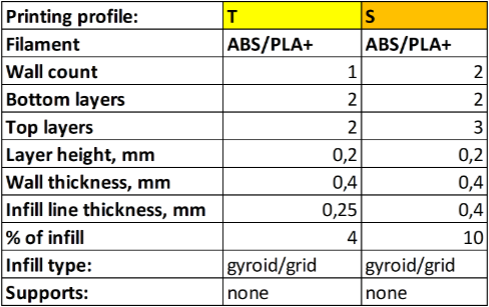 Printing profile: T S
Filament ABS/PLA+ ABS/PLA+
Wall count 1 2
Bottom layers 2 2
Top layers 2 3
Layer height, mm 0,2 0,2
Wall thickness, mm 0,4 0,4
Infill line thickness, mm 0,25 0,4
% of infill 4 10
Infill type: gyroid/grid gyroid/grid
Supports: none none